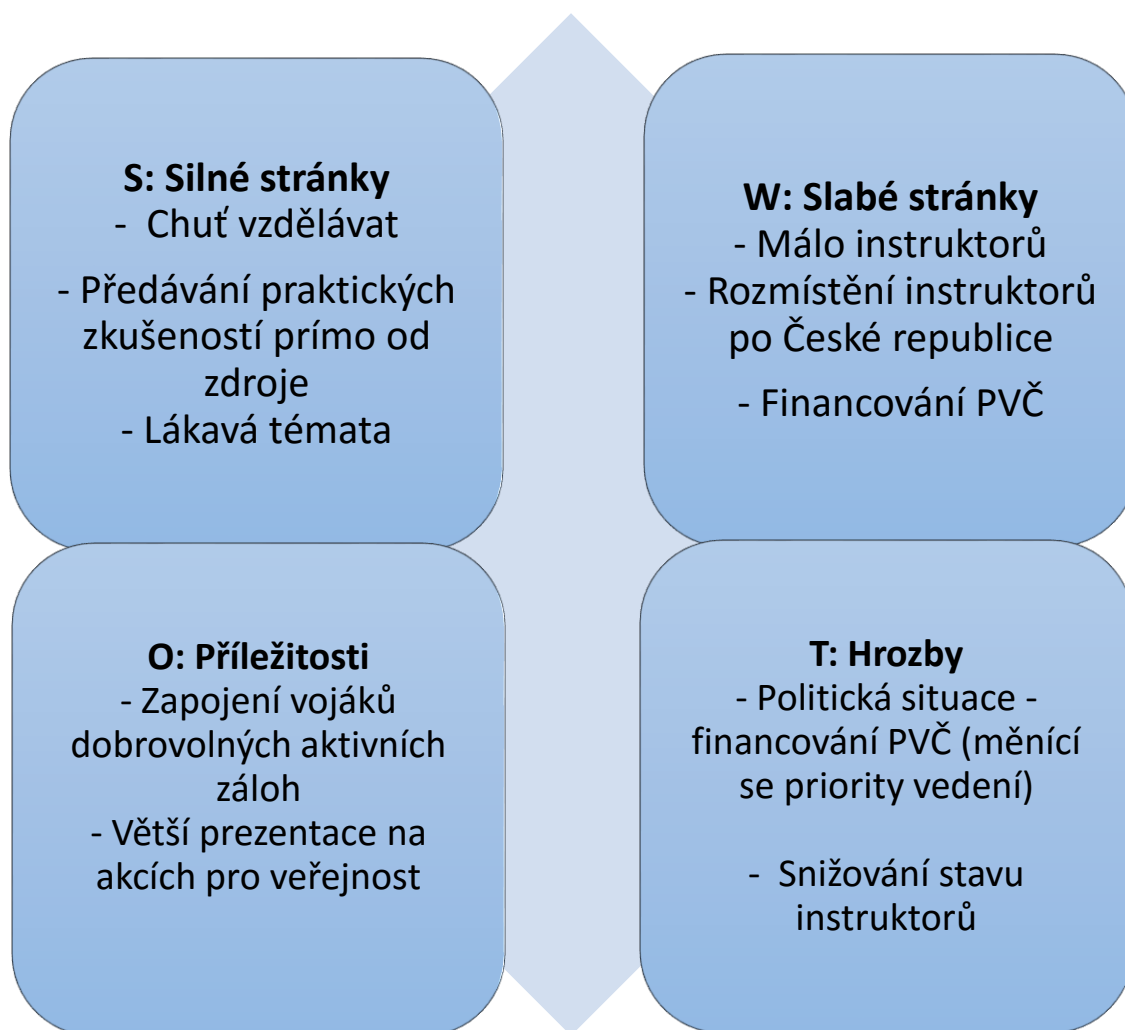 S: Silné stránky
- Chuť vzdělávat
- Předávání praktických
zkušeností prímo od
zdroje
- Lákavá témata
W: Slabé stránky
- Málo instruktorů
- Rozmístění instruktorů
po České republice
- Financování PVČ
O: Příležitosti
- Zapojení vojáků
dobrovolných aktivních
záloh
- Větší prezentace na
akcích pro veřejnost
T: Hrozby
- Politická situace -
financování PVČ (měnící
se priority vedení)
- Snižování stavu
instruktorů